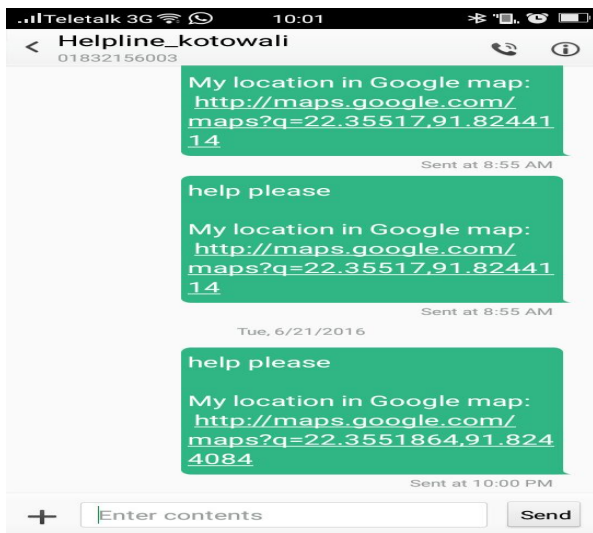 Teletalk 3G 10:01
Helpline_kotowali
01832156003
My location in Google map:
http://maps.google.com/
maps?q=22.35517,91.82441
14
Sent at 8:55 AM
help please
My location in Google map:
http://maps.google.com/
maps?q=22.35517,91.82441
14
Sent at 8:55 AM
Tue, 6/21/2016
help please
My location in Google map:
http://maps.google.com/
maps?q=22.3551864,91.824
4084
Sent at 10:00 PM
Enter contents
Send